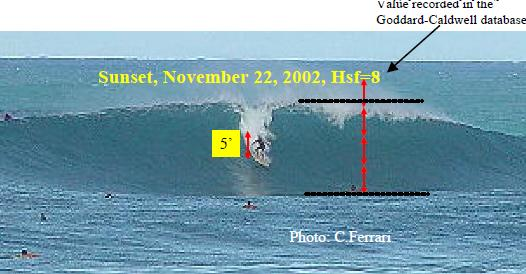 Value recorded in the
Goddard-Caldwell database
Sunset, November 22, 2002, Hsf=8
5’
Photo: C.Ferrari